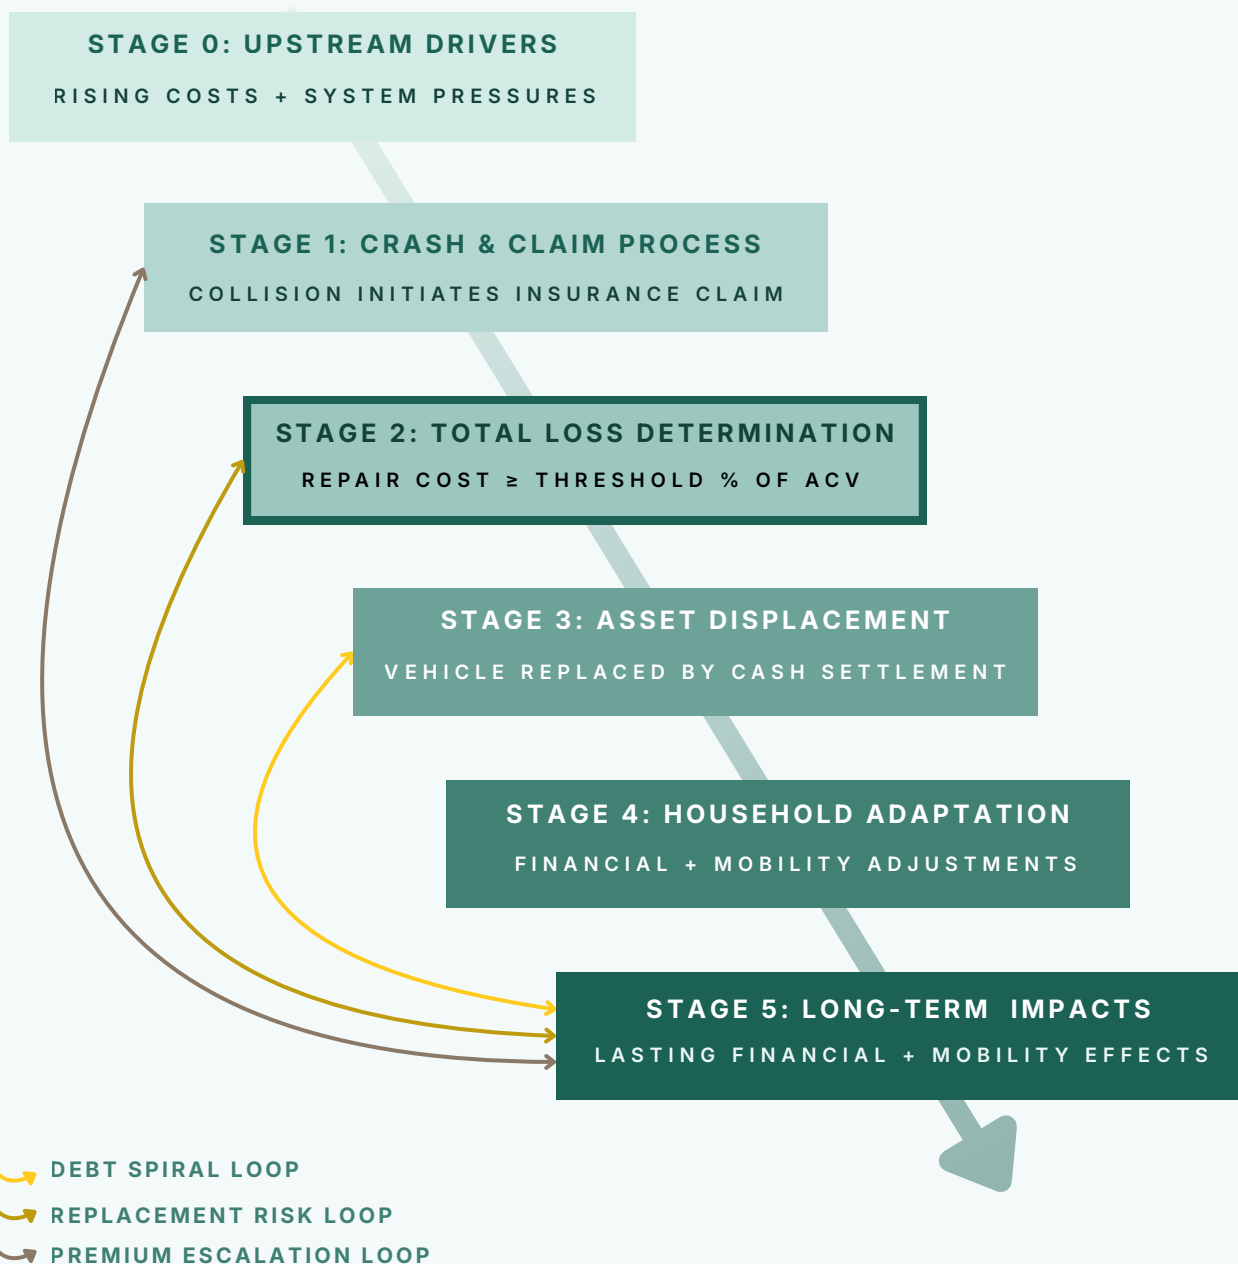 STAGE 0: UPSTREAM DRIVERS
RISING COSTS + SYSTEM PRESSURES
STAGE 1: CRASH & CLAIM PROCESS
COLLISION INITIATES INSURANCE CLAIM
STAGE 2: TOTAL LOSS DETERMINATION
REPAIR COST ≥ THRESHOLD % OF ACV
STAGE 3: ASSET DISPLACEMENT
VEHICLE REPLACED BY CASH SETTLEMENT
STAGE 4: HOUSEHOLD ADAPTATION
FINANCIAL + MOBILITY ADJUSTMENTS
STAGE 5: LONG-TERM IMPACTS
LASTING FINANCIAL + MOBILITY EFFECTS
DEBT SPIRAL LOOP
REPLACEMENT RISK LOOP
PREMIUM ESCALATION LOOP